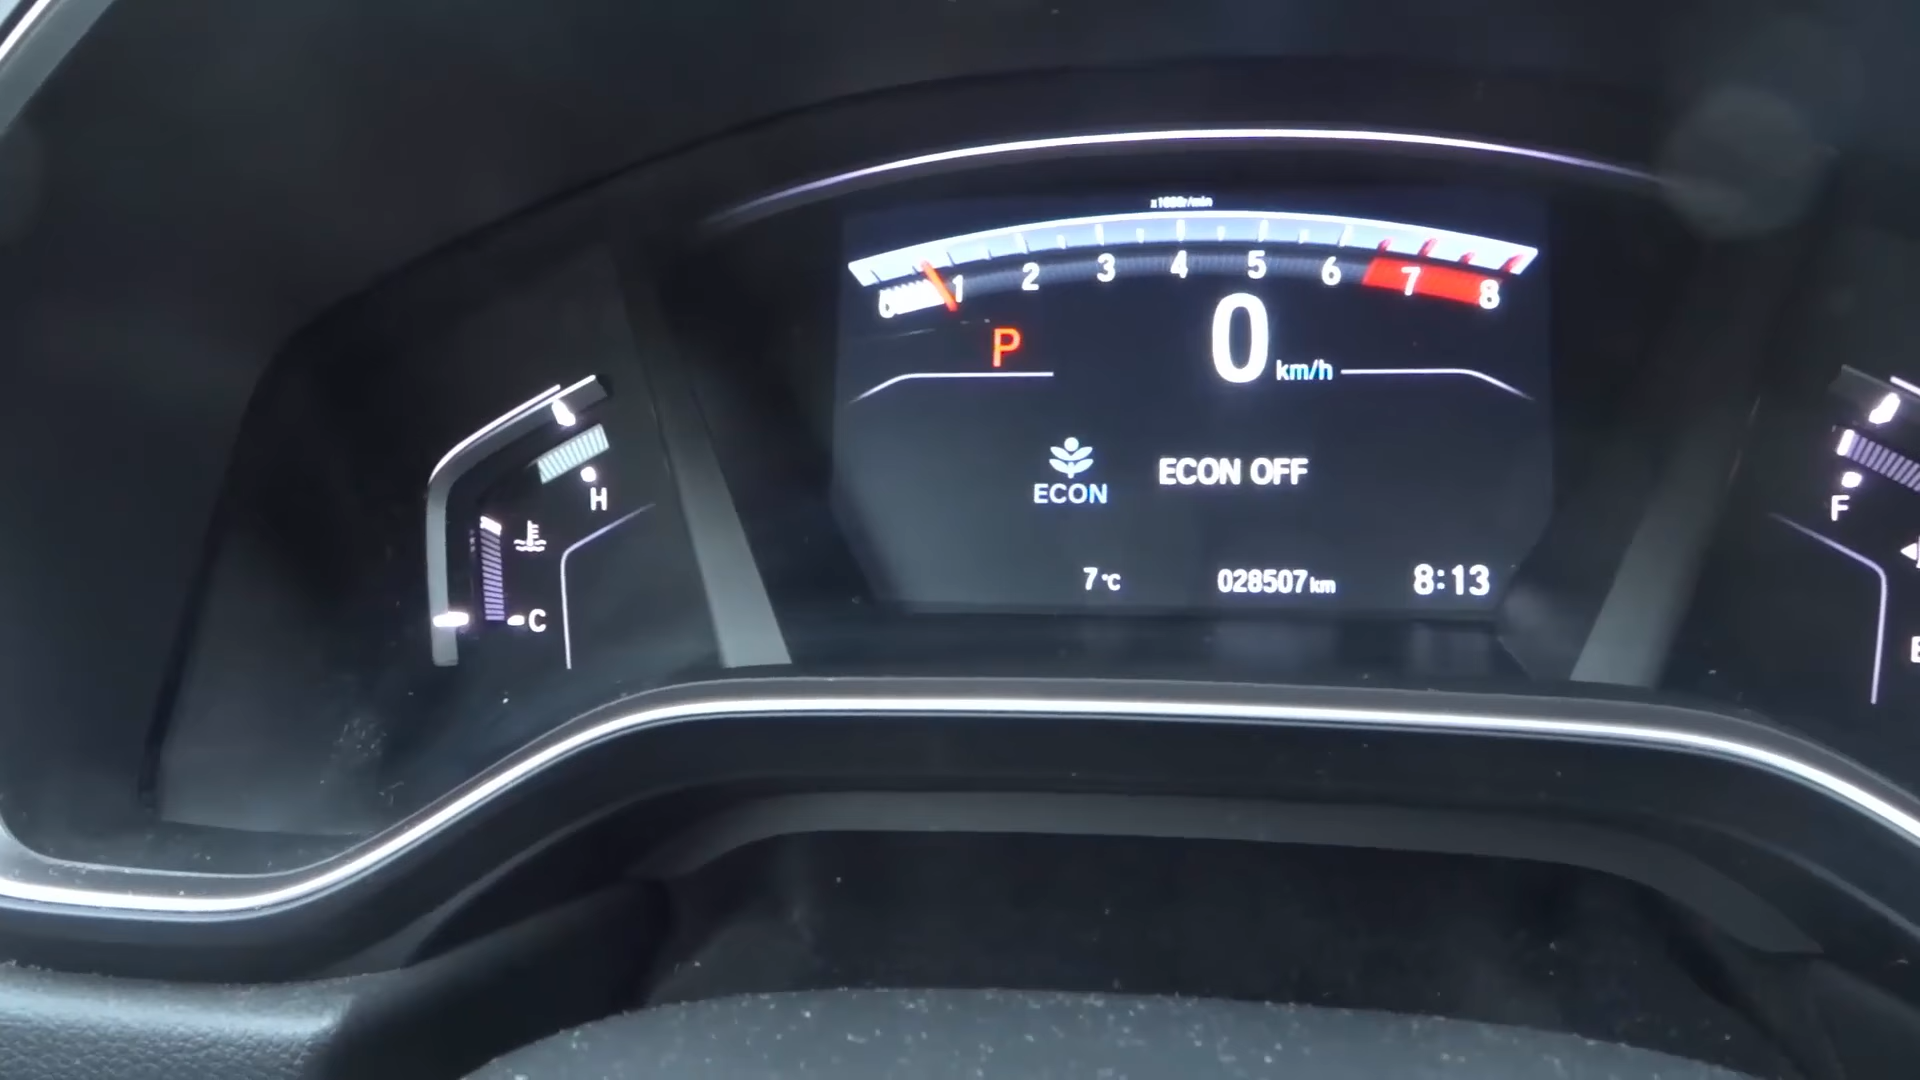 x1000r/min
0 1 2 3 4 5 6 7 8
P
0 km/h
ECON
ECON OFF
7°C
028507 km
8:13
H
C
F